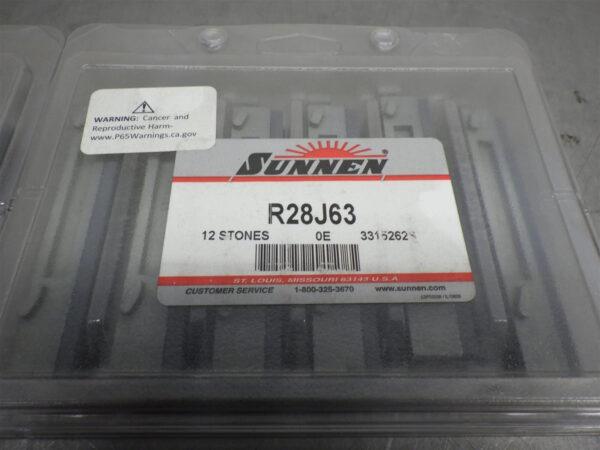 WARNING: Cancer and
Reproductive Harm-
www.P65Warnings.ca.gov
SUNNEN®
R28J63
12 STONES 0E
ST. LOUIS, MISSOURI 63143 U.S.A
CUSTOMER SERVICE 1-800-325-3670 www.sunnen.com